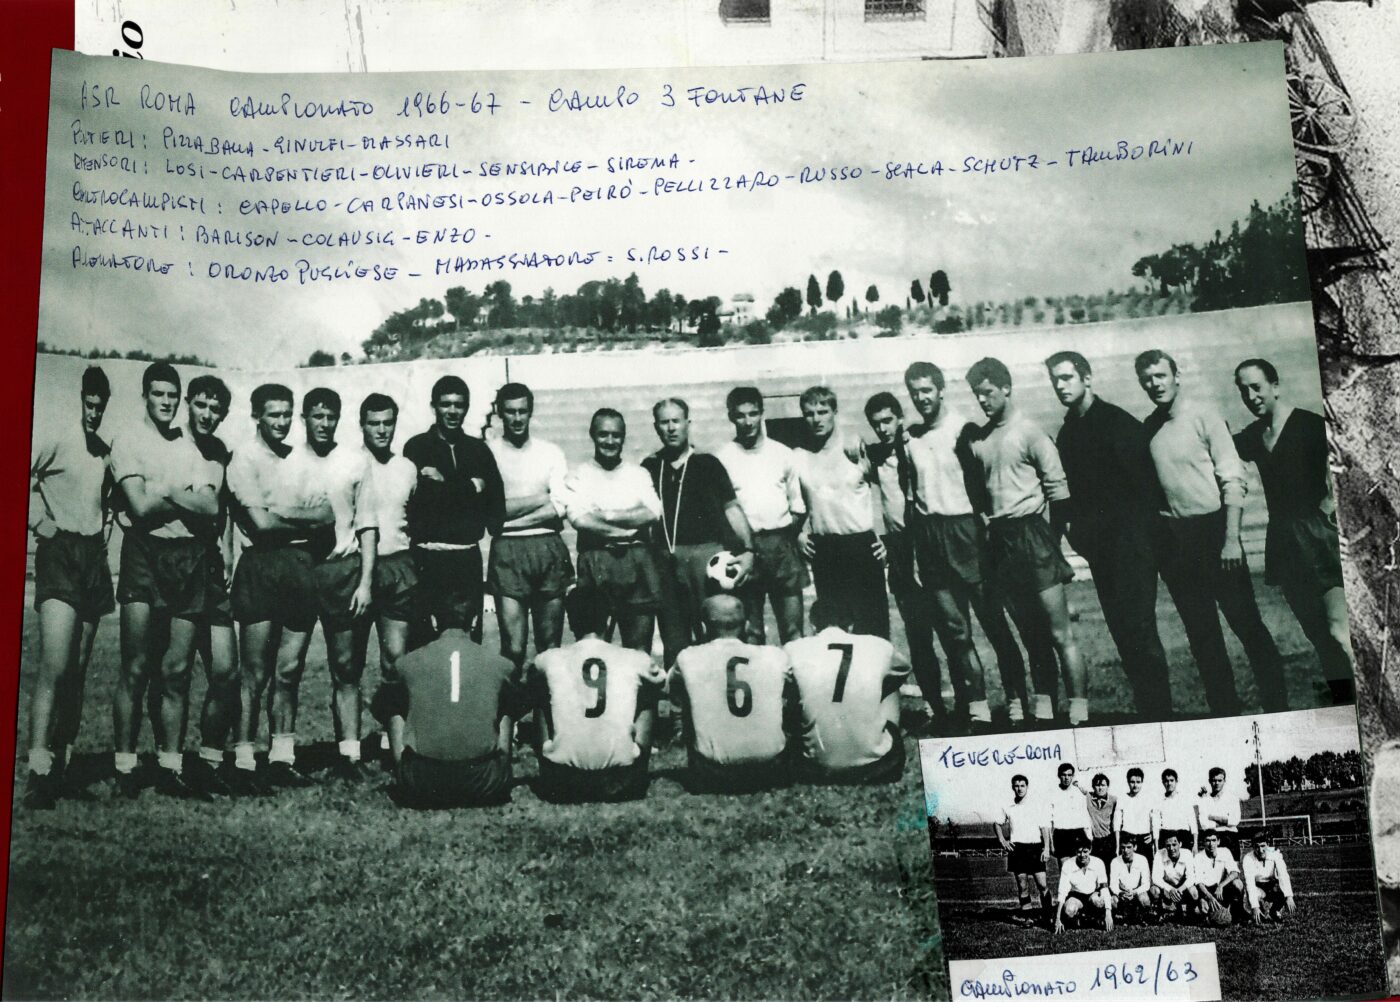 io
ASR ROMA CAMPIONATO 1966-67 - CAMPO 3 FONTANE
PORTIERI: PIZZABALLA - GINULFI - MASSARI
DIFENSORI: LOSI - CARPENTIERI - OLIVIERI - SENSIBILE - SIRENA -
CENTROCAMPISTI: CAPELLO - CARPANESI - OSSOLA - PEIRÒ - PELLIZZARO - RUSSO - SCALA - SCHUTZ - TAMBORINI
ATTACCANTI: BARISON - COLAUSIG - ENZO -
ALLENATORE: ORONZO PUGLIESE - MASSAGGIATORE: S. ROSSI -
1 9 6 7
TEVERE-ROMA
CAMPIONATO 1962/63